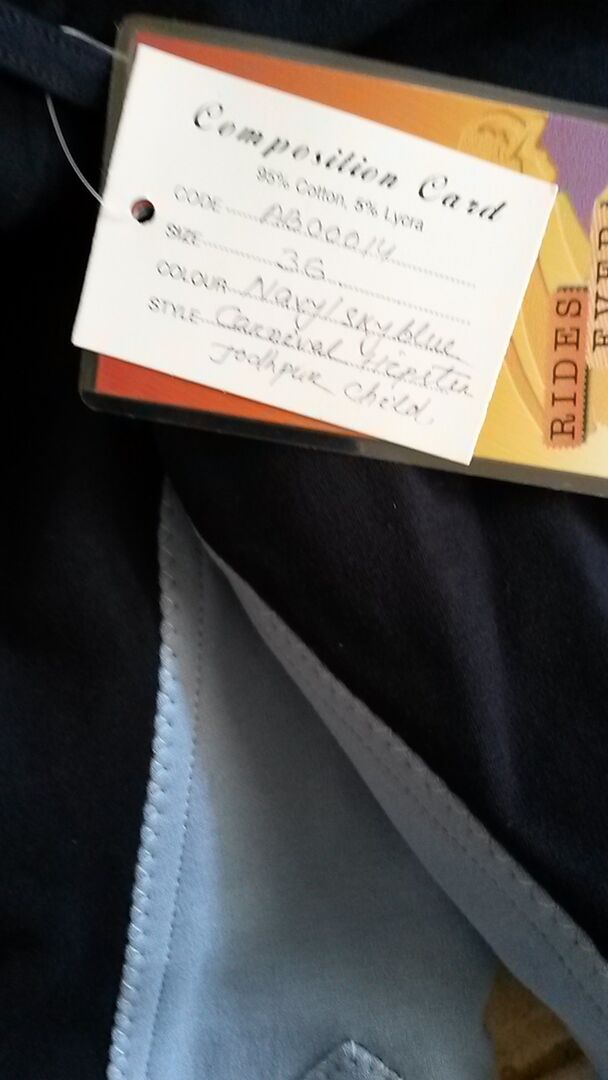 Composition Card
95% Cotton, 5% Lycra
CODE AB00014
SIZE 36
COLOUR Navy/skyblue
STYLE Carnival Hipster
Jodhpur Child
RIDES